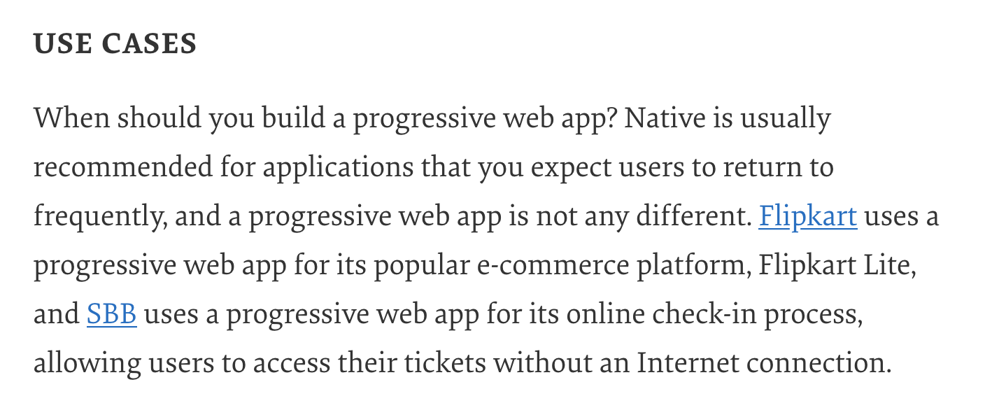 USE CASES
When should you build a progressive web app? Native is usually
recommended for applications that you expect users to return to
frequently, and a progressive web app is not any different. Flipkart uses a
progressive web app for its popular e-commerce platform, Flipkart Lite,
and SBB uses a progressive web app for its online check-in process,
allowing users to access their tickets without an Internet connection.